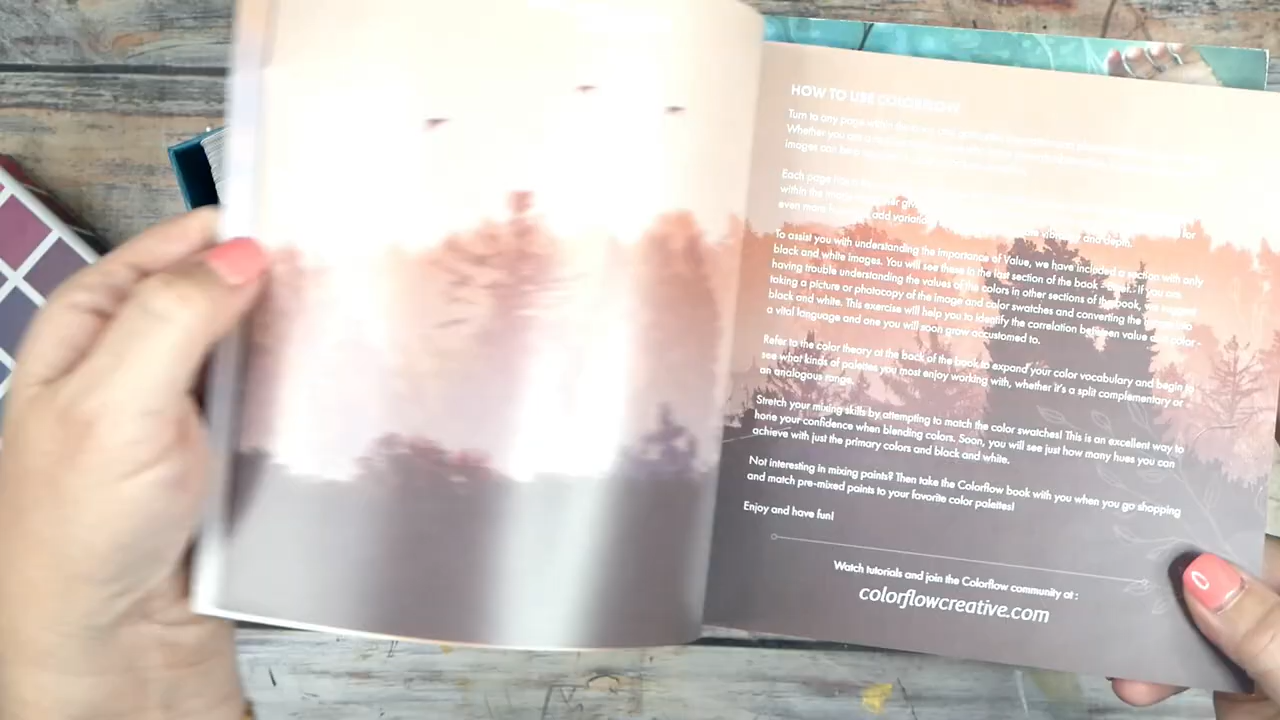 HOW TO USE COLORFLOW
Turn to any page within the
Whether you are a
images can be
Each page has a
within the
even more add variation vibrancy and depth.
To assist you with understanding the importance of Value, we have included a section with only
black and white images. You will see these in the last section of the book If you are
having trouble understanding the values of the colors in other sections of the book, we suggest
taking a picture or photocopy of the image and color swatches and converting the image into
black and white. This exercise will help you to identify the correlation between value and color -
a vital language and one you will soon grow accustomed to.
Refer to the color theory at the back of the book to expand your color vocabulary and begin to
see what kinds of palettes you most enjoy working with, whether it's a split complementary or
an analogous range.
Stretch your mixing skills by attempting to match the color swatches! This is an excellent way to
hone your confidence when blending colors. Soon, you will see just how many hues you can
achieve with just the primary colors and black and white.
Not interesting in mixing paints? Then take the Colorflow book with you when you go shopping
and match pre-mixed paints to your favorite color palettes!
Enjoy and have fun!
Watch tutorials and join the Colorflow community at :
colorflowcreative.com